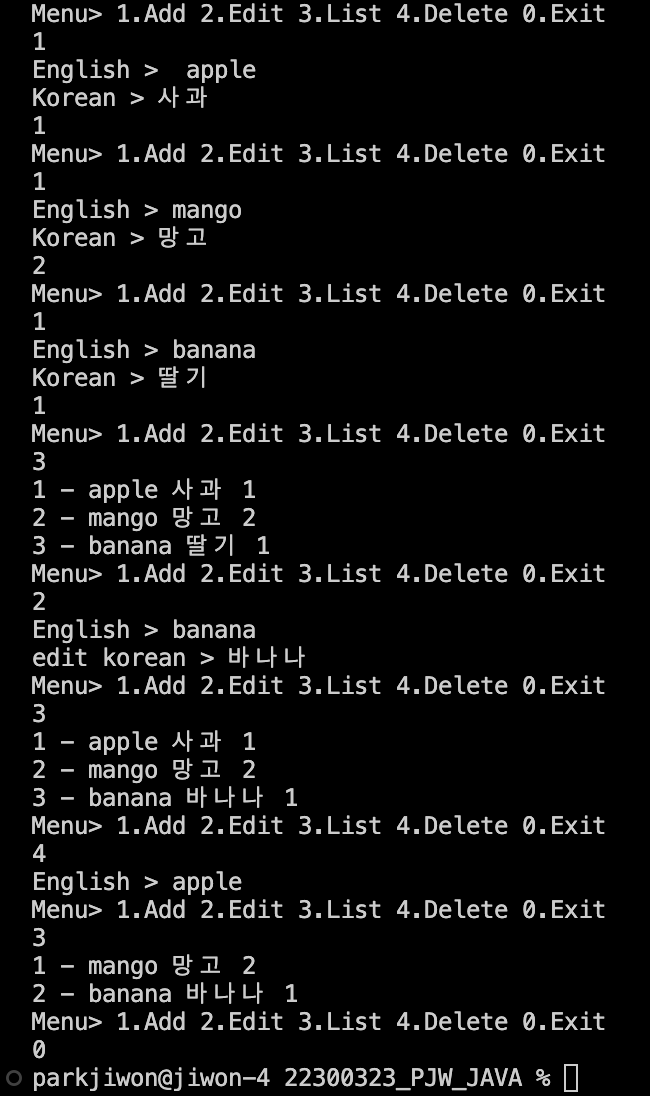 Menu> 1.Add 2.Edit 3.List 4.Delete 0.Exit
1
English >  apple
Korean > 사과
1
Menu> 1.Add 2.Edit 3.List 4.Delete 0.Exit
1
English > mango
Korean > 망고
2
Menu> 1.Add 2.Edit 3.List 4.Delete 0.Exit
1
English > banana
Korean > 딸기
1
Menu> 1.Add 2.Edit 3.List 4.Delete 0.Exit
3
1 - apple 사과 1
2 - mango 망고 2
3 - banana 딸기 1
Menu> 1.Add 2.Edit 3.List 4.Delete 0.Exit
2
English > banana
edit korean > 바나나
Menu> 1.Add 2.Edit 3.List 4.Delete 0.Exit
3
1 - apple 사과 1
2 - mango 망고 2
3 - banana 바나나 1
Menu> 1.Add 2.Edit 3.List 4.Delete 0.Exit
4
English > apple
Menu> 1.Add 2.Edit 3.List 4.Delete 0.Exit
3
1 - mango 망고 2
2 - banana 바나나 1
Menu> 1.Add 2.Edit 3.List 4.Delete 0.Exit
0
parkjiwon@jiwon-4 22300323_PJW_JAVA %